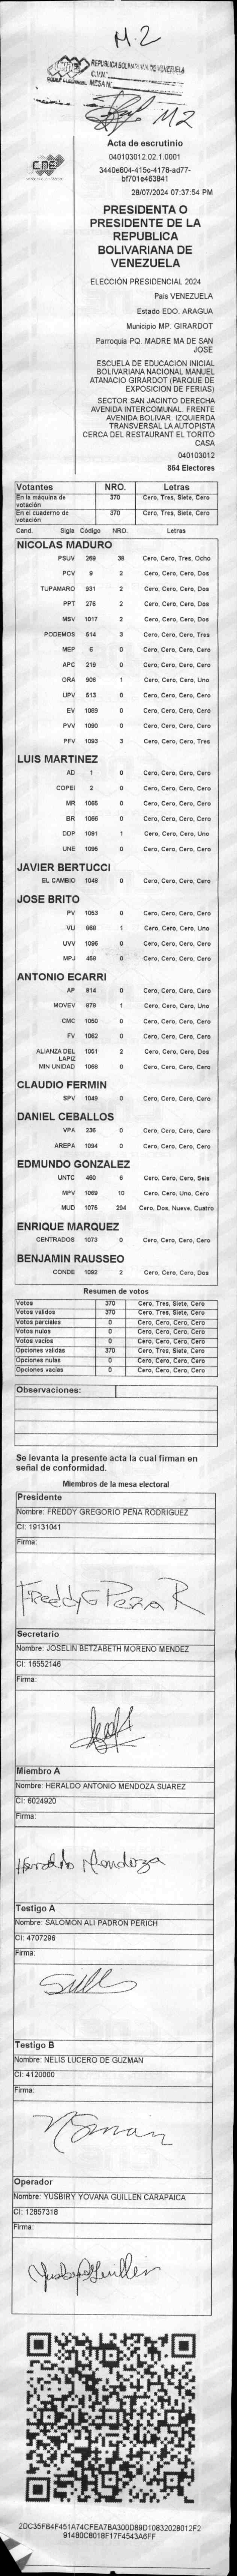 M.2
REPUBLICA BOLIVARIANA DE VENEZUELA
C.V.N.
MESA N.
M2
CNE
Acta de escrutinio
040103012.02.1.0001
3440e804-415c-4178-ad77-
bf701e463841
28/07/2024 07:37:54 PM
PRESIDENTA O
PRESIDENTE DE LA
REPUBLICA
BOLIVARIANA DE
VENEZUELA
ELECCIÓN PRESIDENCIAL 2024
País VENEZUELA
Estado EDO. ARAGUA
Municipio MP. GIRARDOT
Parroquia PQ. MADRE MA DE SAN
JOSE
ESCUELA DE EDUCACIÓN INICIAL
BOLIVARIANA NACIONAL MANUEL
ATANACIO GIRARDOT (PARQUE DE
EXPOSICION DE FERIAS)
SECTOR SAN JACINTO DERECHA
AVENIDA INTERCOMUNAL. FRENTE
AVENIDA BOLIVAR. IZQUIERDA
TRANSVERSAL LA AUTOPISTA
CERCA DEL RESTAURANT EL TORITO
CASA
040103012
864 Electores
Votantes NRO. Letras
En la máquina de votación 370 Cero, Tres, Siete, Cero
En el cuaderno de votación 370 Cero, Tres, Siete, Cero
Cand. Sigla Código NRO. Letras
NICOLAS MADURO
PSUV 269 38 Cero, Cero, Tres, Ocho
PCV 9 2 Cero, Cero, Cero, Dos
TUPAMARO 931 2 Cero, Cero, Cero, Dos
PPT 276 2 Cero, Cero, Cero, Dos
MSV 1017 2 Cero, Cero, Cero, Dos
PODEMOS 514 3 Cero, Cero, Cero, Tres
MEP 6 0 Cero, Cero, Cero, Cero
APC 219 0 Cero, Cero, Cero, Cero
ORA 906 1 Cero, Cero, Cero, Uno
UPV 513 0 Cero, Cero, Cero, Cero
EV 1089 0 Cero, Cero, Cero, Cero
PVV 1090 0 Cero, Cero, Cero, Cero
PFV 1093 3 Cero, Cero, Cero, Tres
LUIS MARTINEZ
AD 1 0 Cero, Cero, Cero, Cero
COPEI 2 0 Cero, Cero, Cero, Cero
MR 1065 0 Cero, Cero, Cero, Cero
BR 1066 0 Cero, Cero, Cero, Cero
DDP 1091 1 Cero, Cero, Cero, Uno
UNE 1095 0 Cero, Cero, Cero, Cero
JAVIER BERTUCCI
EL CAMBIO 1048 0 Cero, Cero, Cero, Cero
JOSE BRITO
PV 1053 0 Cero, Cero, Cero, Cero
VU 868 1 Cero, Cero, Cero, Uno
UVV 1096 0 Cero, Cero, Cero, Cero
MPJ 458 0 Cero, Cero, Cero, Cero
ANTONIO ECARRI
AP 814 0 Cero, Cero, Cero, Cero
MOVEV 978 1 Cero, Cero, Cero, Uno
CMC 1050 0 Cero, Cero, Cero, Cero
FV 1062 0 Cero, Cero, Cero, Cero
ALIANZA DEL LAPIZ 1051 2 Cero, Cero, Cero, Dos
MIN UNIDAD 1068 0 Cero, Cero, Cero, Cero
CLAUDIO FERMIN
SPV 1049 0 Cero, Cero, Cero, Cero
DANIEL CEBALLOS
VPA 236 0 Cero, Cero, Cero, Cero
AREPA 1094 0 Cero, Cero, Cero, Cero
EDMUNDO GONZALEZ
UNTC 460 6 Cero, Cero, Cero, Seis
MPV 1069 10 Cero, Cero, Uno, Cero
MUD 1075 294 Cero, Dos, Nueve, Cuatro
ENRIQUE MARQUEZ
CENTRADOS 1073 0 Cero, Cero, Cero, Cero
BENJAMIN RAUSSEO
CONDE 1092 2 Cero, Cero, Cero, Dos
Resumen de votos
Votos 370 Cero, Tres, Siete, Cero
Votos validos 370 Cero, Tres, Siete, Cero
Votos parciales 0 Cero, Cero, Cero, Cero
Votos nulos 0 Cero, Cero, Cero, Cero
Votos vacios 0 Cero, Cero, Cero, Cero
Opciones validas 370 Cero, Tres, Siete, Cero
Opciones nulas 0 Cero, Cero, Cero, Cero
Opciones vacias 0 Cero, Cero, Cero, Cero
Observaciones:
Se levanta la presente acta la cual firman en
señal de conformidad.
Miembros de la mesa electoral
Presidente
Nombre: FREDDY GREGORIO PEÑA RODRIGUEZ
CI: 19131041
Firma:
Freddy G Peña R
Secretario
Nombre: JOSELIN BETZABETH MORENO MENDEZ
CI: 16552146
Firma:
Miembro A
Nombre: HERALDO ANTONIO MENDOZA SUAREZ
CI: 6024920
Firma:
Heraldo Mendoza
Testigo A
Nombre: SALOMON ALI PADRON PERICH
CI: 4707296
Firma:
Testigo B
Nombre: NELIS LUCERO DE GUZMAN
CI: 4120000
Firma:
Operador
Nombre: YUSBIRY YOVANA GUILLEN CARAPAICA
CI: 12857318
Firma:
2DC35FB4F451A74CFEA7BA300D89D10832028012F2
91480C8018F17F4543A6FF